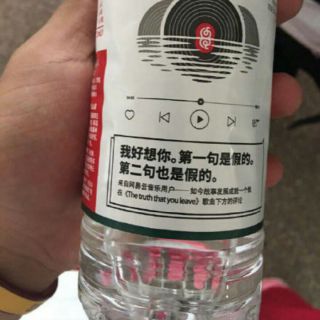 我好想你。第一句也是假的。
第二句也是假的。
来自网易云音乐用户——如今故事发展成就一个我
在《The truth that you leave》歌曲下方的评论